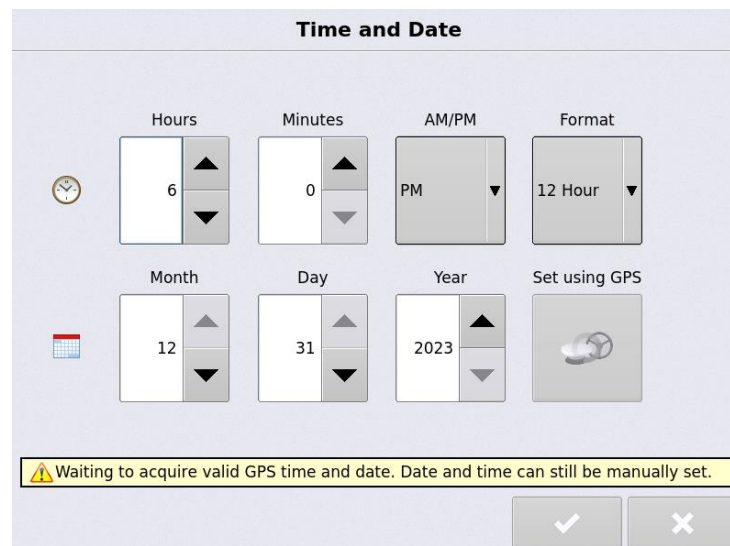 Time and Date
Hours Minutes AM/PM Format
6 0 PM 12 Hour
Month Day Year Set using GPS
12 31 2023
Waiting to acquire valid GPS time and date. Date and time can still be manually set.